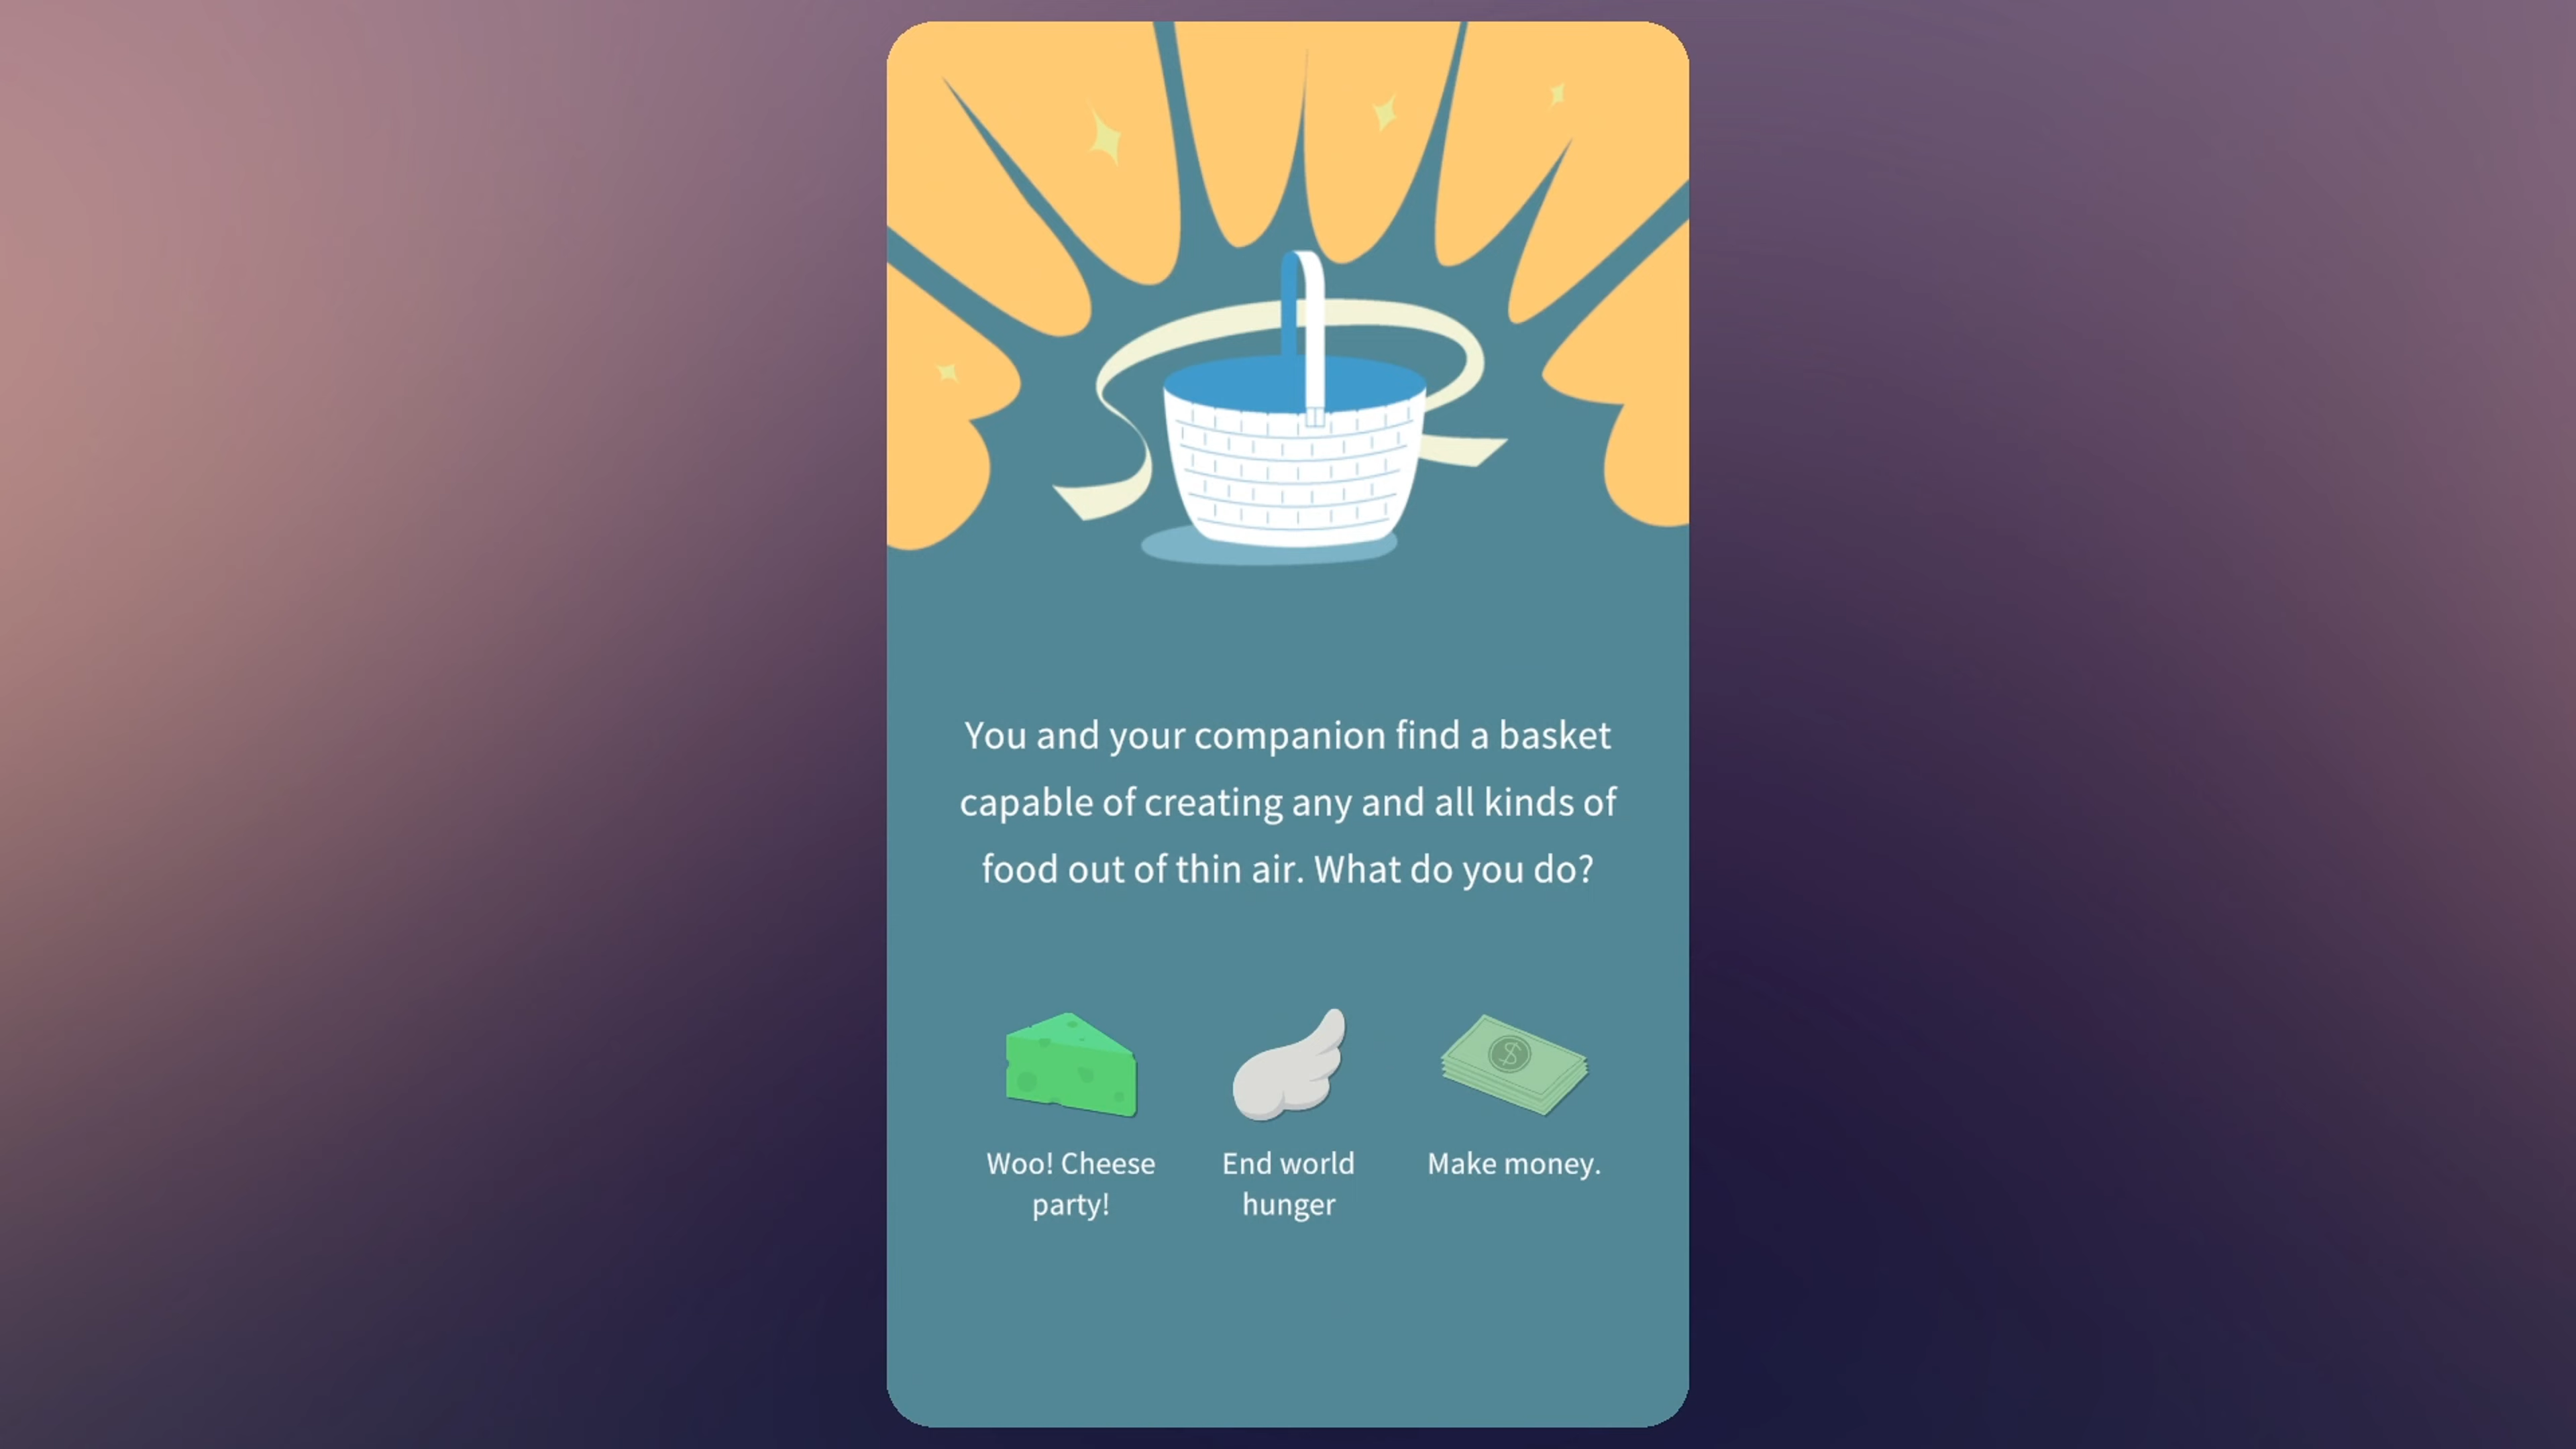 You and your companion find a basket
capable of creating any and all kinds of
food out of thin air. What do you do?
Woo! Cheese
party!
End world
hunger
Make money.